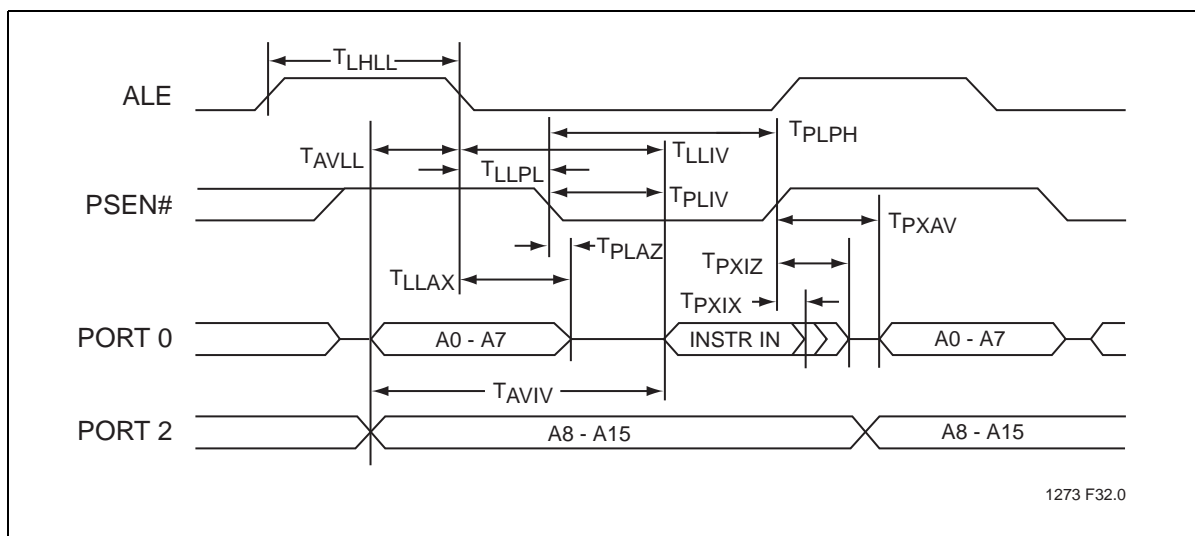 TLHLL
ALE
TPLPH
TAVLL
TLLIV
TLLPL
PSEN#
TPLIV
TPXAV
TPLAZ
TPXIZ
TLLAX
TPXIX
PORT 0
A0 - A7
INSTR IN
A0 - A7
TAVIV
PORT 2
A8 - A15
A8 - A15
1273 F32.0